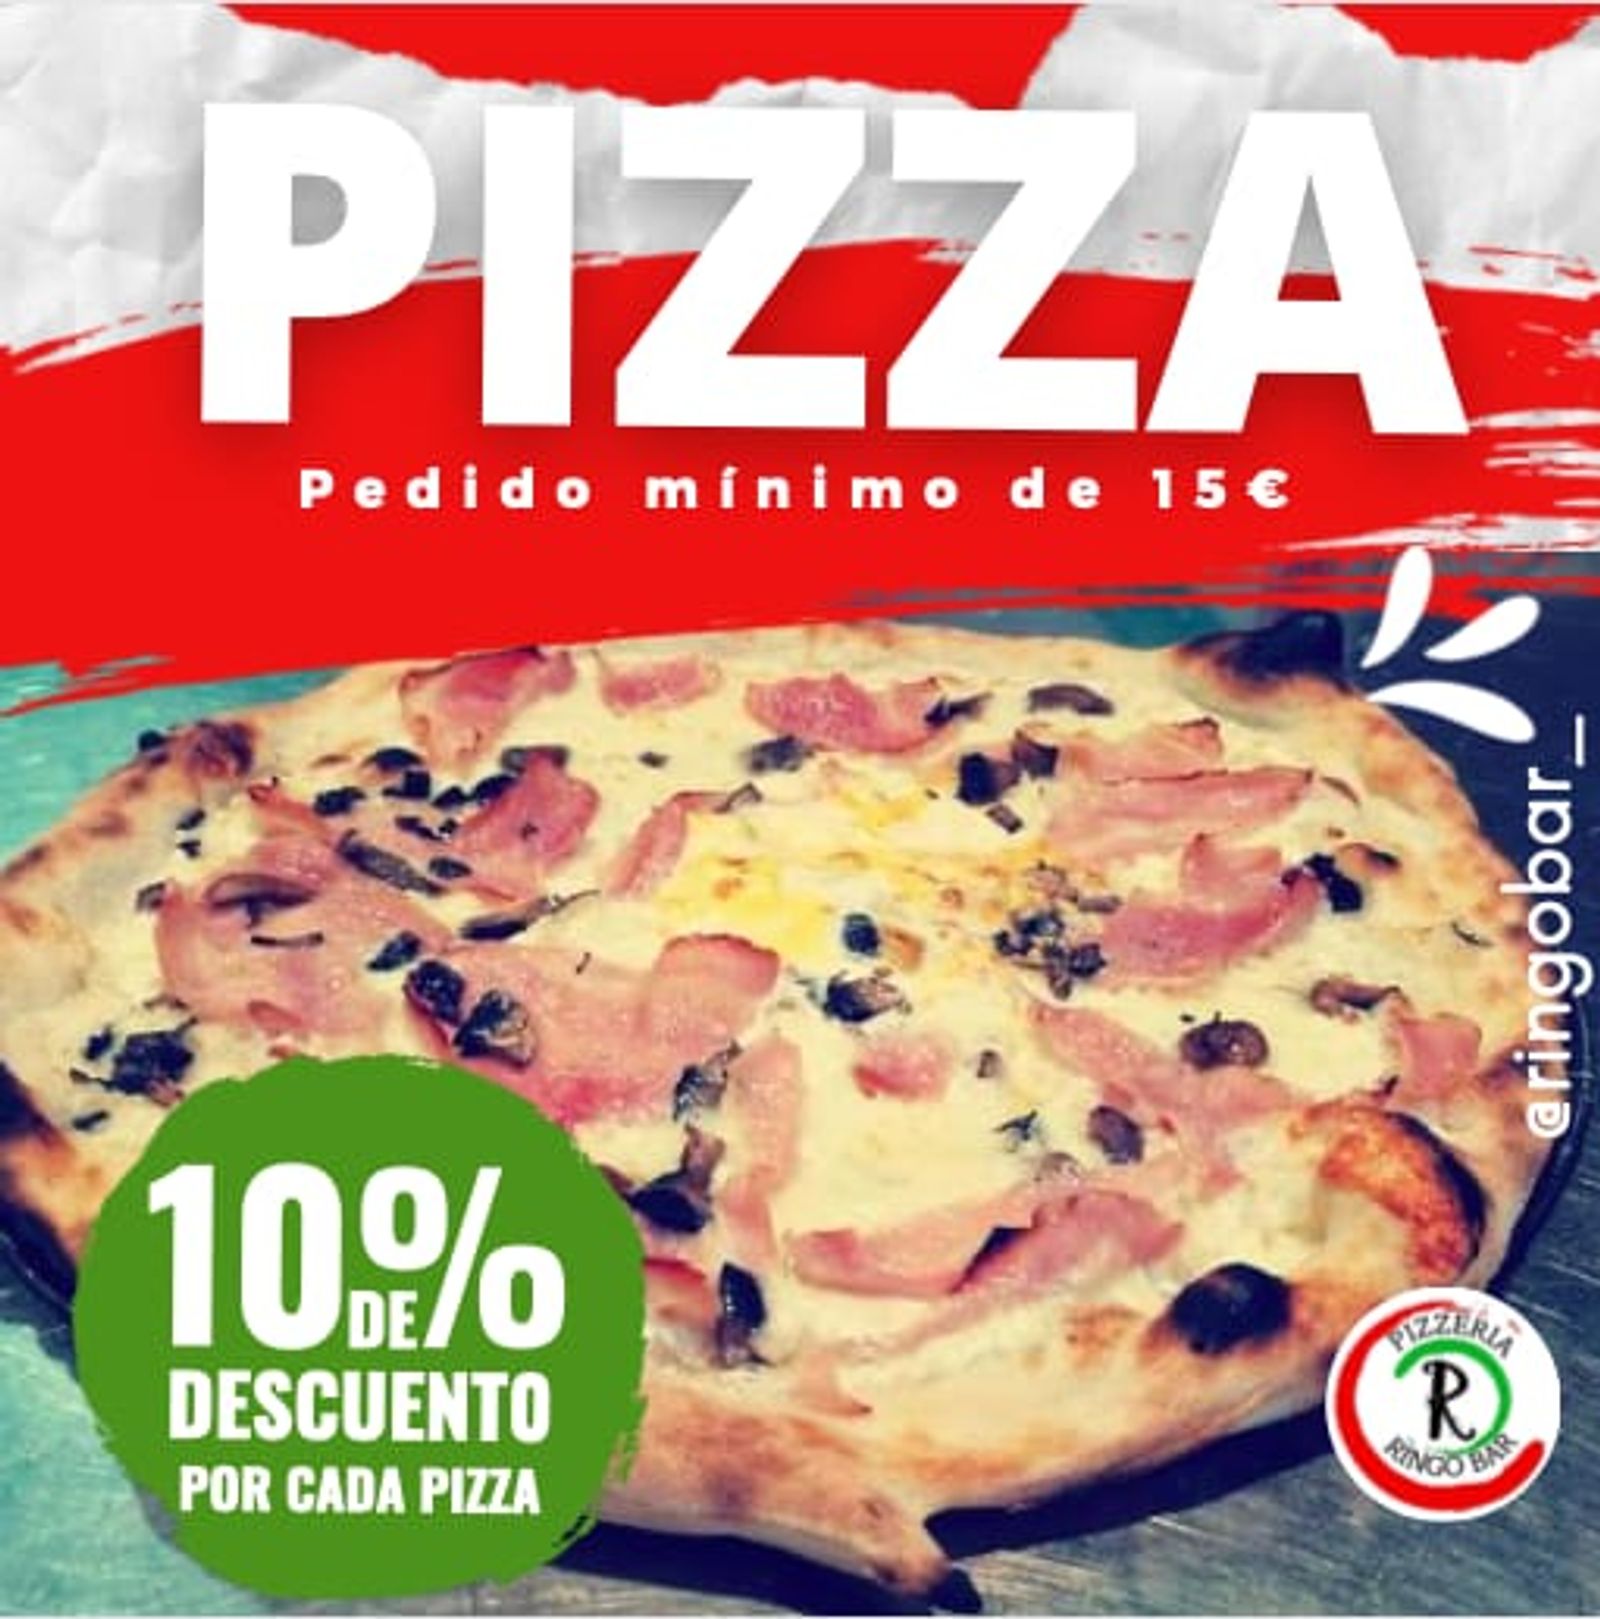 PIZZA
Pedido mínimo de 15€
@ringobar_
10%
DE
DESCUENTO
POR CADA PIZZA
PIZZERIA
R
RINGO BAR